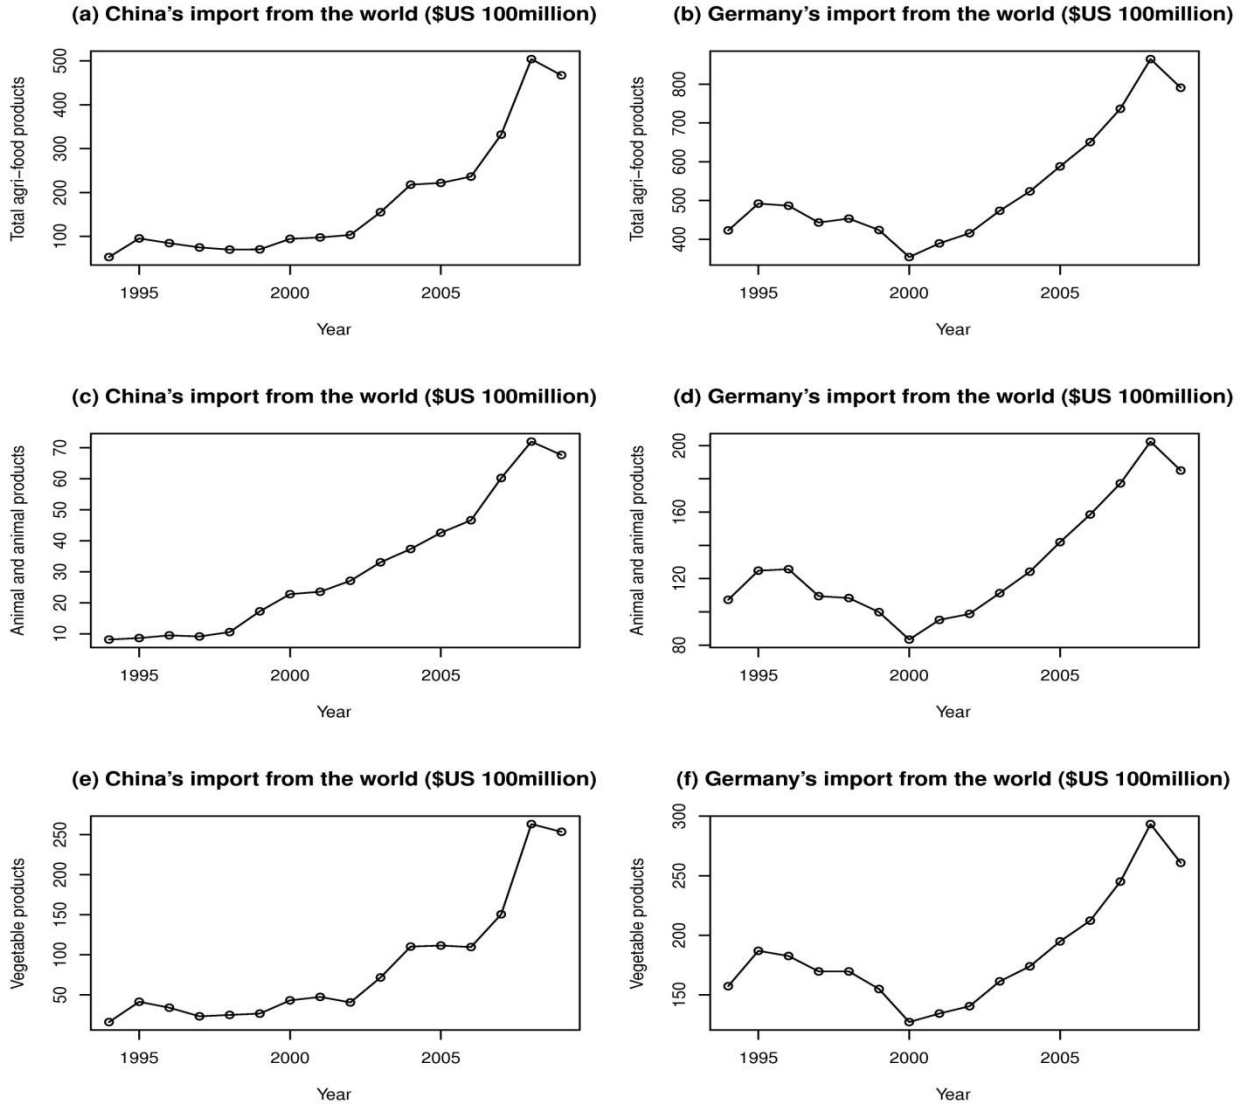 (a) China’s import from the world ($US 100million)
Total agri−food products
500
400
300
200
100
1995 2000 2005
Year
(b) Germany’s import from the world ($US 100million)
Total agri−food products
800
700
600
500
400
1995 2000 2005
Year
(c) China’s import from the world ($US 100million)
Animal and animal products
70
60
50
40
30
20
10
1995 2000 2005
Year
(d) Germany’s import from the world ($US 100million)
Animal and animal products
200
160
120
80
1995 2000 2005
Year
(e) China’s import from the world ($US 100million)
Vegetable products
250
200
150
100
50
1995 2000 2005
Year
(f) Germany’s import from the world ($US 100million)
Vegetable products
300
250
200
150
1995 2000 2005
Year